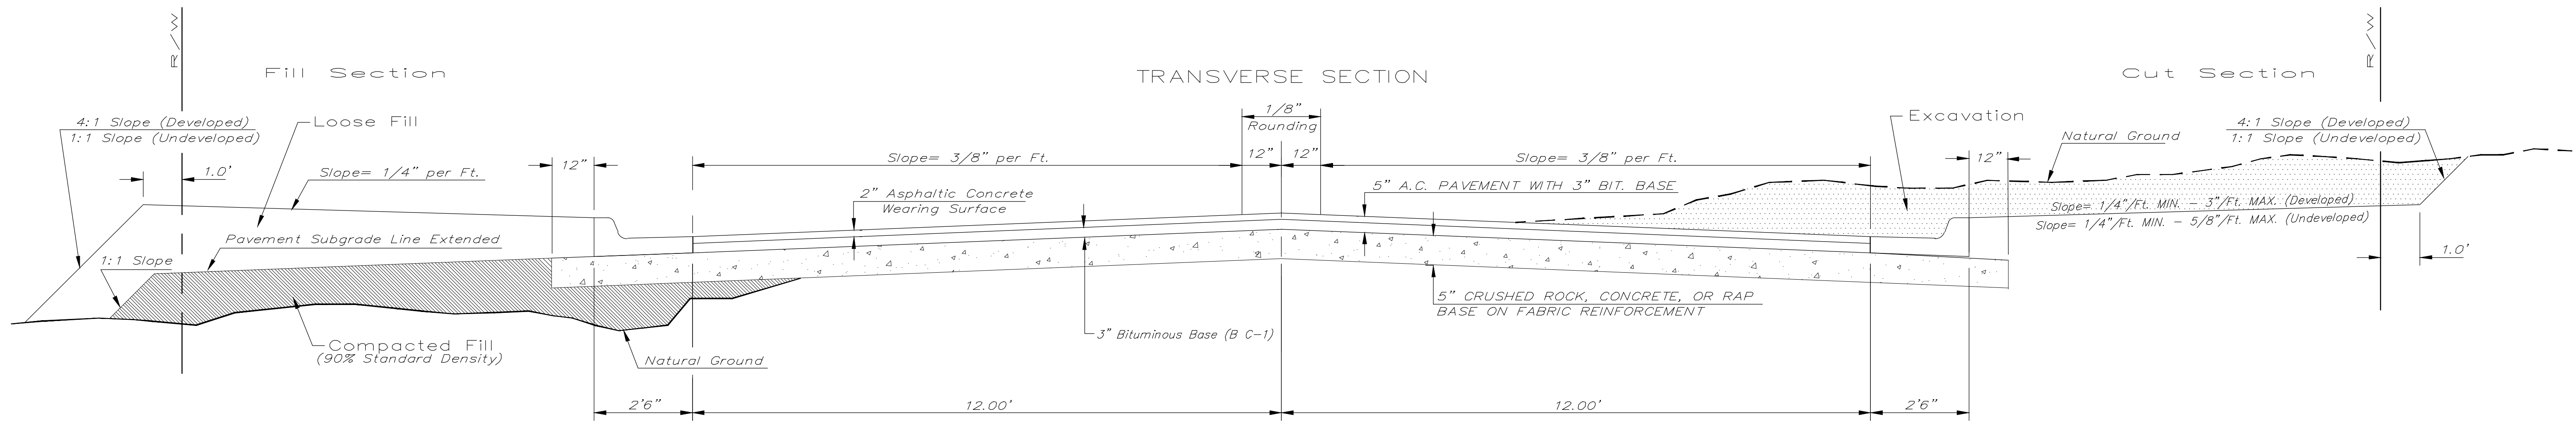 R/W
Fill Section
TRANSVERSE SECTION
Cut Section
R/W
4:1 Slope (Developed)
1:1 Slope (Undeveloped)
Loose Fill
1.0'
Slope= 1/4" per Ft.
12"
Slope= 3/8" per Ft.
1/8"
Rounding
12"
12"
Slope= 3/8" per Ft.
Excavation
Natural Ground
12"
4:1 Slope (Developed)
1:1 Slope (Undeveloped)
2" Asphaltic Concrete
Wearing Surface
5" A.C. PAVEMENT WITH 3" BIT. BASE
Slope= 1/4"/Ft. MIN. - 3"/Ft. MAX. (Developed)
Slope= 1/4"/Ft. MIN. - 5/8"/Ft. MAX. (Undeveloped)
1.0'
Pavement Subgrade Line Extended
1:1 Slope
5" CRUSHED ROCK, CONCRETE, OR RAP
BASE ON FABRIC REINFORCEMENT
3" Bituminous Base (B C-1)
Compacted Fill
(90% Standard Density)
Natural Ground
2'6"
12.00'
12.00'
2'6"